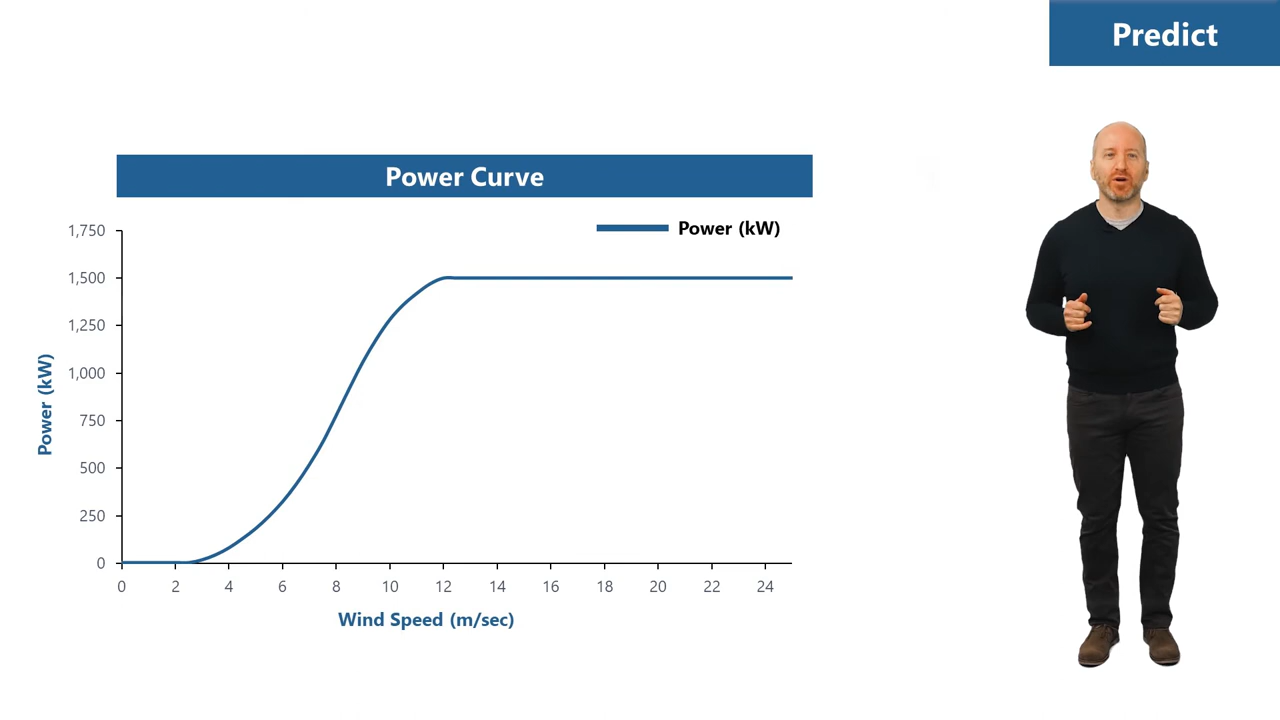 Predict
Power Curve
Power (kW)
1,750
1,500
1,250
1,000
750
500
250
0
Power (kW)
0 2 4 6 8 10 12 14 16 18 20 22 24
Wind Speed (m/sec)